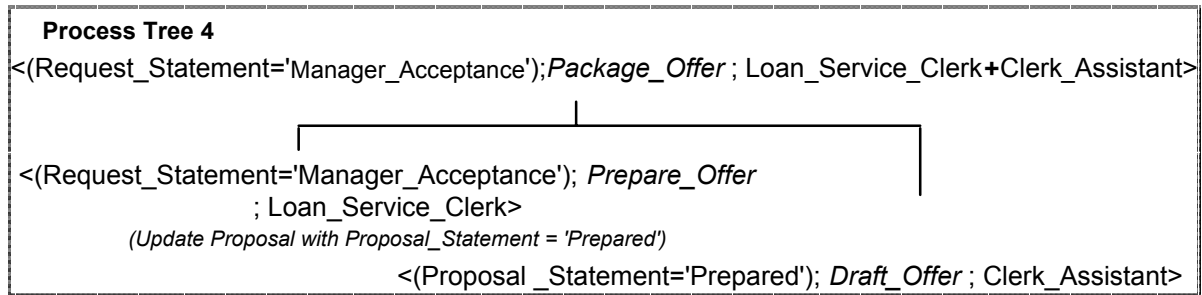 Process Tree 4
<(Request_Statement='Manager_Acceptance');Package_Offer ; Loan_Service_Clerk+Clerk_Assistant>
<(Request_Statement='Manager_Acceptance'); Prepare_Offer
; Loan_Service_Clerk>
(Update Proposal with Proposal_Statement = 'Prepared')
<(Proposal _Statement='Prepared'); Draft_Offer ; Clerk_Assistant>